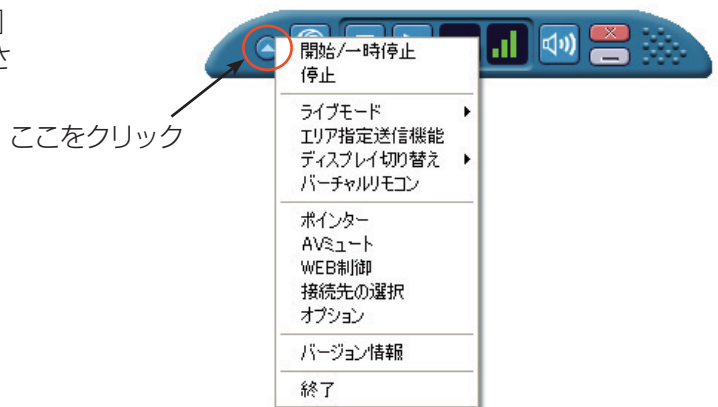 さ
開始/一時停止
停止
ここをクリック
ライブモード
エリア指定送信機能
ディスプレイ切り替え
バーチャルリモコン
ポインター
AVミュート
WEB制御
接続先の選択
オプション
バージョン情報
終了